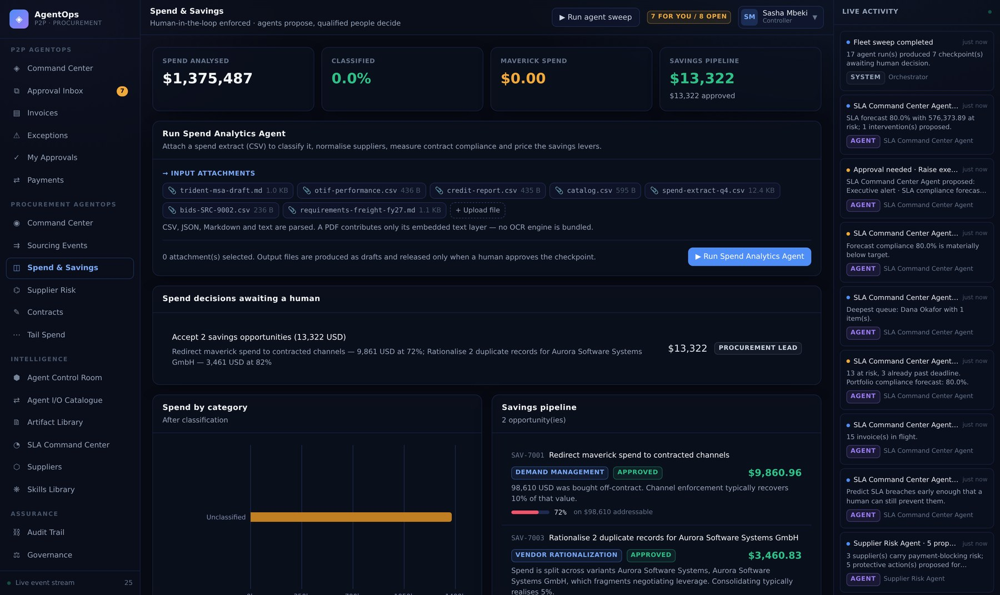 AgentOps
P2P · PROCUREMENT
P2P AGENTOPS
Command Center
Approval Inbox
7
Invoices
Exceptions
My Approvals
Payments
PROCUREMENT AGENTOPS
Command Center
Sourcing Events
Spend & Savings
Supplier Risk
Contracts
Tail Spend
INTELLIGENCE
Agent Control Room
Agent I/O Catalogue
Artifact Library
SLA Command Center
Suppliers
Skills Library
ASSURANCE
Audit Trail
Governance
Live event stream 25
Spend & Savings
Human-in-the-loop enforced · agents propose, qualified people decide
▶ Run agent sweep
7 FOR YOU / 8 OPEN
SM
Sasha Mbeki
Controller
SPEND ANALYSED
$1,375,487
CLASSIFIED
0.0%
MAVERICK SPEND
$0.00
SAVINGS PIPELINE
$13,322
$13,322 approved
Run Spend Analytics Agent
Attach a spend extract (CSV) to classify it, normalise suppliers, measure contract compliance and price the savings levers.
→ INPUT ATTACHMENTS
trident-msa-draft.md 1.0 KB
otif-performance.csv 436 B
credit-report.csv 435 B
catalog.csv 595 B
spend-extract-q4.csv 12.4 KB
bids-SRC-9002.csv 236 B
requirements-freight-fy27.md 1.1 KB
+ Upload file
CSV, JSON, Markdown and text are parsed. A PDF contributes only its embedded text layer — no OCR engine is bundled.
0 attachment(s) selected. Output files are produced as drafts and released only when a human approves the checkpoint.
▶ Run Spend Analytics Agent
Spend decisions awaiting a human
Accept 2 savings opportunities (13,322 USD)
Redirect maverick spend to contracted channels — 9,861 USD at 72%; Rationalise 2 duplicate records for Aurora Software Systems
GmbH — 3,461 USD at 82%
$13,322
PROCUREMENT LEAD
Spend by category
After classification
Unclassified
Savings pipeline
2 opportunity(ies)
SAV-7001 Redirect maverick spend to contracted channels
DEMAND MANAGEMENT
APPROVED
$9,860.96
98,610 USD was bought off-contract. Channel enforcement typically recovers
10% of that value.
72% on $98,610 addressable
SAV-7003 Rationalise 2 duplicate records for Aurora Software Systems GmbH
VENDOR RATIONALIZATION
APPROVED
$3,460.83
Spend is split across variants Aurora Software Systems, Aurora Software
Systems GmbH, which fragments negotiating leverage. Consolidating typically
realises 5%.
LIVE ACTIVITY
Fleet sweep completed just now
17 agent run(s) produced 7 checkpoint(s)
awaiting human decision.
SYSTEM Orchestrator
SLA Command Center Agent... just now
SLA forecast 80.0% with 576,373.89 at
risk; 1 intervention(s) proposed.
AGENT SLA Command Center Agent
Approval needed · Raise exe... just now
SLA Command Center Agent proposed:
Executive alert · SLA compliance forecas...
AGENT SLA Command Center Agent
SLA Command Center Agent... just now
Forecast compliance 80.0% is materially
below target.
AGENT SLA Command Center Agent
SLA Command Center Agent... just now
Deepest queue: Dana Okafor with 1
item(s).
AGENT SLA Command Center Agent
SLA Command Center Agent... just now
13 at risk, 3 already past deadline.
Portfolio compliance forecast: 80.0%.
AGENT SLA Command Center Agent
SLA Command Center Agent... just now
15 invoice(s) in flight.
AGENT SLA Command Center Agent
SLA Command Center Agent... just now
Predict SLA breaches early enough that a
human can still prevent them.
AGENT SLA Command Center Agent
Supplier Risk Agent · 5 prop... just now
3 supplier(s) carry payment-blocking risk;
5 protective action(s) proposed for...
AGENT Supplier Risk Agent